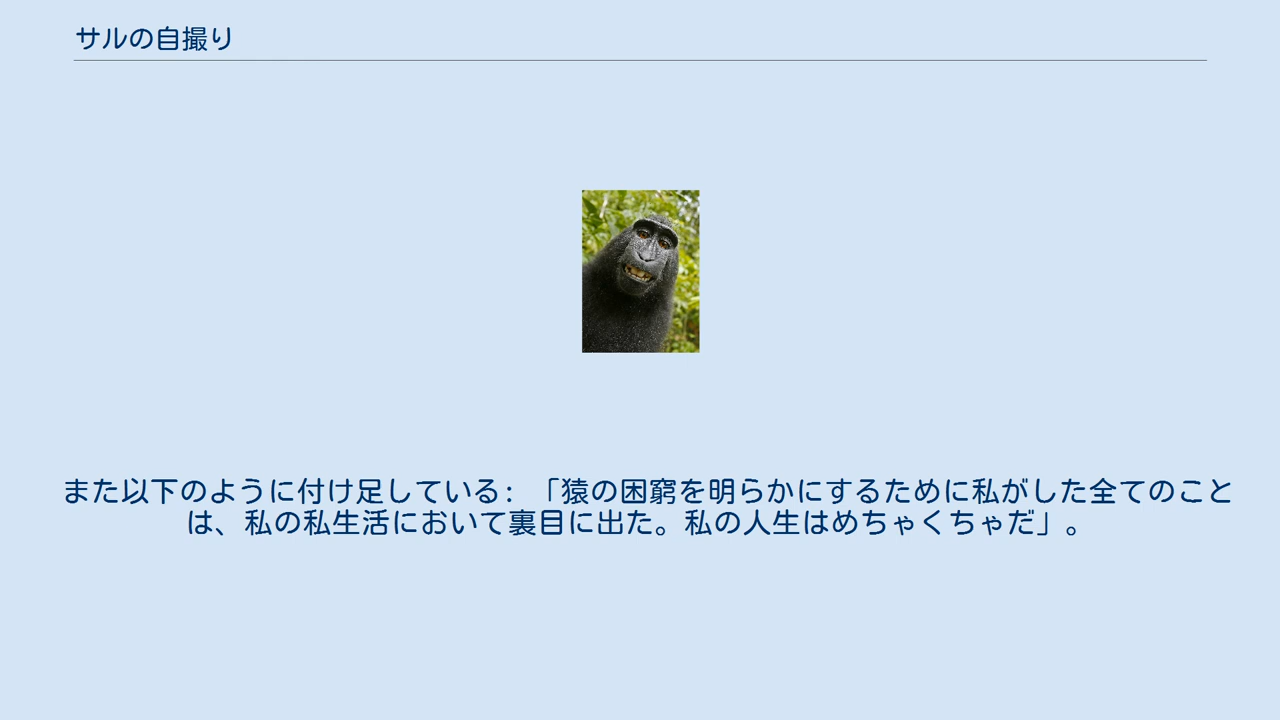 サルの自撮り
また以下のように付け足している: 「猿の困窮を明らかにするために私がした全てのこと
は、私の私生活において裏目に出た。私の人生はめちゃくちゃだ」。